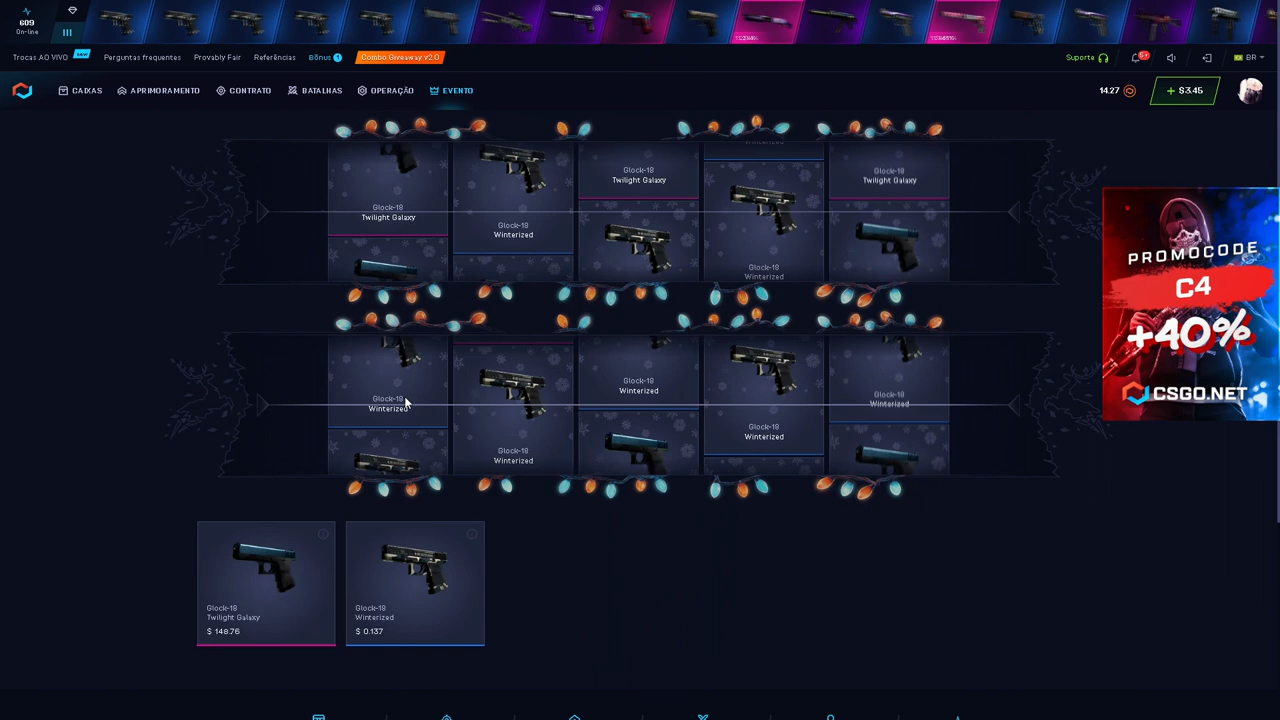 609
On-line
Trocas AO VIVO NEW
Perguntas frequentes
Provably Fair
Referências
Bônus 1
Combo Giveaway v2.0
Suporte
5+
BR
CAIXAS
APRIMORAMENTO
CONTRATO
BATALHAS
OPERAÇÃO
EVENTO
14.27
+ $3.45
Glock-18
Twilight Galaxy
Glock-18
Winterized
Glock-18
Twilight Galaxy
Winterized
Glock-18
Winterized
Glock-18
Twilight Galaxy
PROMOCODE
C4
+40%
CSGO.NET
Glock-18
Winterized
Glock-18
Winterized
Glock-18
Winterized
Glock-18
Winterized
Glock-18
Winterized
Glock-18
Twilight Galaxy
$ 148.76
Glock-18
Winterized
$ 0.137